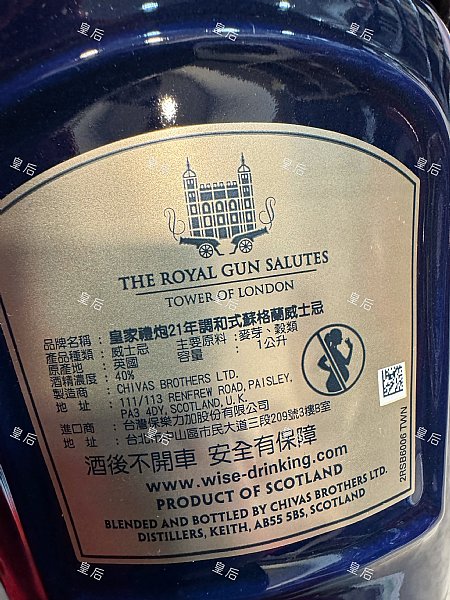 THE ROYAL GUN SALUTES
TOWER OF LONDON
品牌名稱：皇家禮炮21年調和式蘇格蘭威士忌
產品種類：威士忌 主要原料：麥芽、穀類
原產地：英國 容量：1公升
酒精濃度：40%
製造商：CHIVAS BROTHERS LTD.
地址：111/113 RENFREW ROAD, PAISLEY,
PA3 4DY, SCOTLAND, U.K.
進口商：台灣保樂力加股份有限公司
地址：台北市中山區市民大道三段209號3樓B室
酒後不開車 安全有保障
www.wise-drinking.com
PRODUCT OF SCOTLAND
BLENDED AND BOTTLED BY CHIVAS BROTHERS LTD.
DISTILLERS, KEITH, AB55 5BS, SCOTLAND
2RSB6006 TWN
皇后